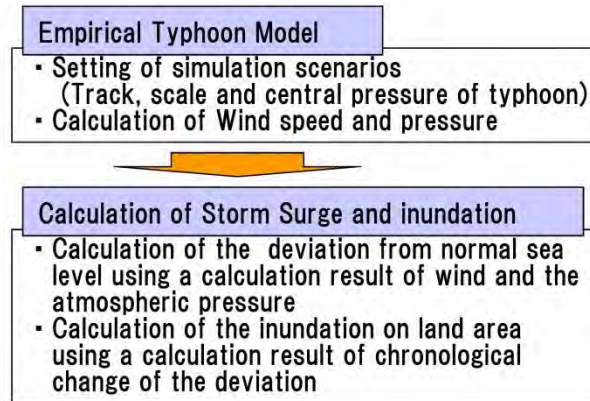 Empirical Typhoon Model
・Setting of simulation scenarios
(Track, scale and central pressure of typhoon)
・Calculation of Wind speed and pressure
Calculation of Storm Surge and inundation
・Calculation of the deviation from normal sea
level using a calculation result of wind and the
atmospheric pressure
・Calculation of the inundation on land area
using a calculation result of chronological
change of the deviation